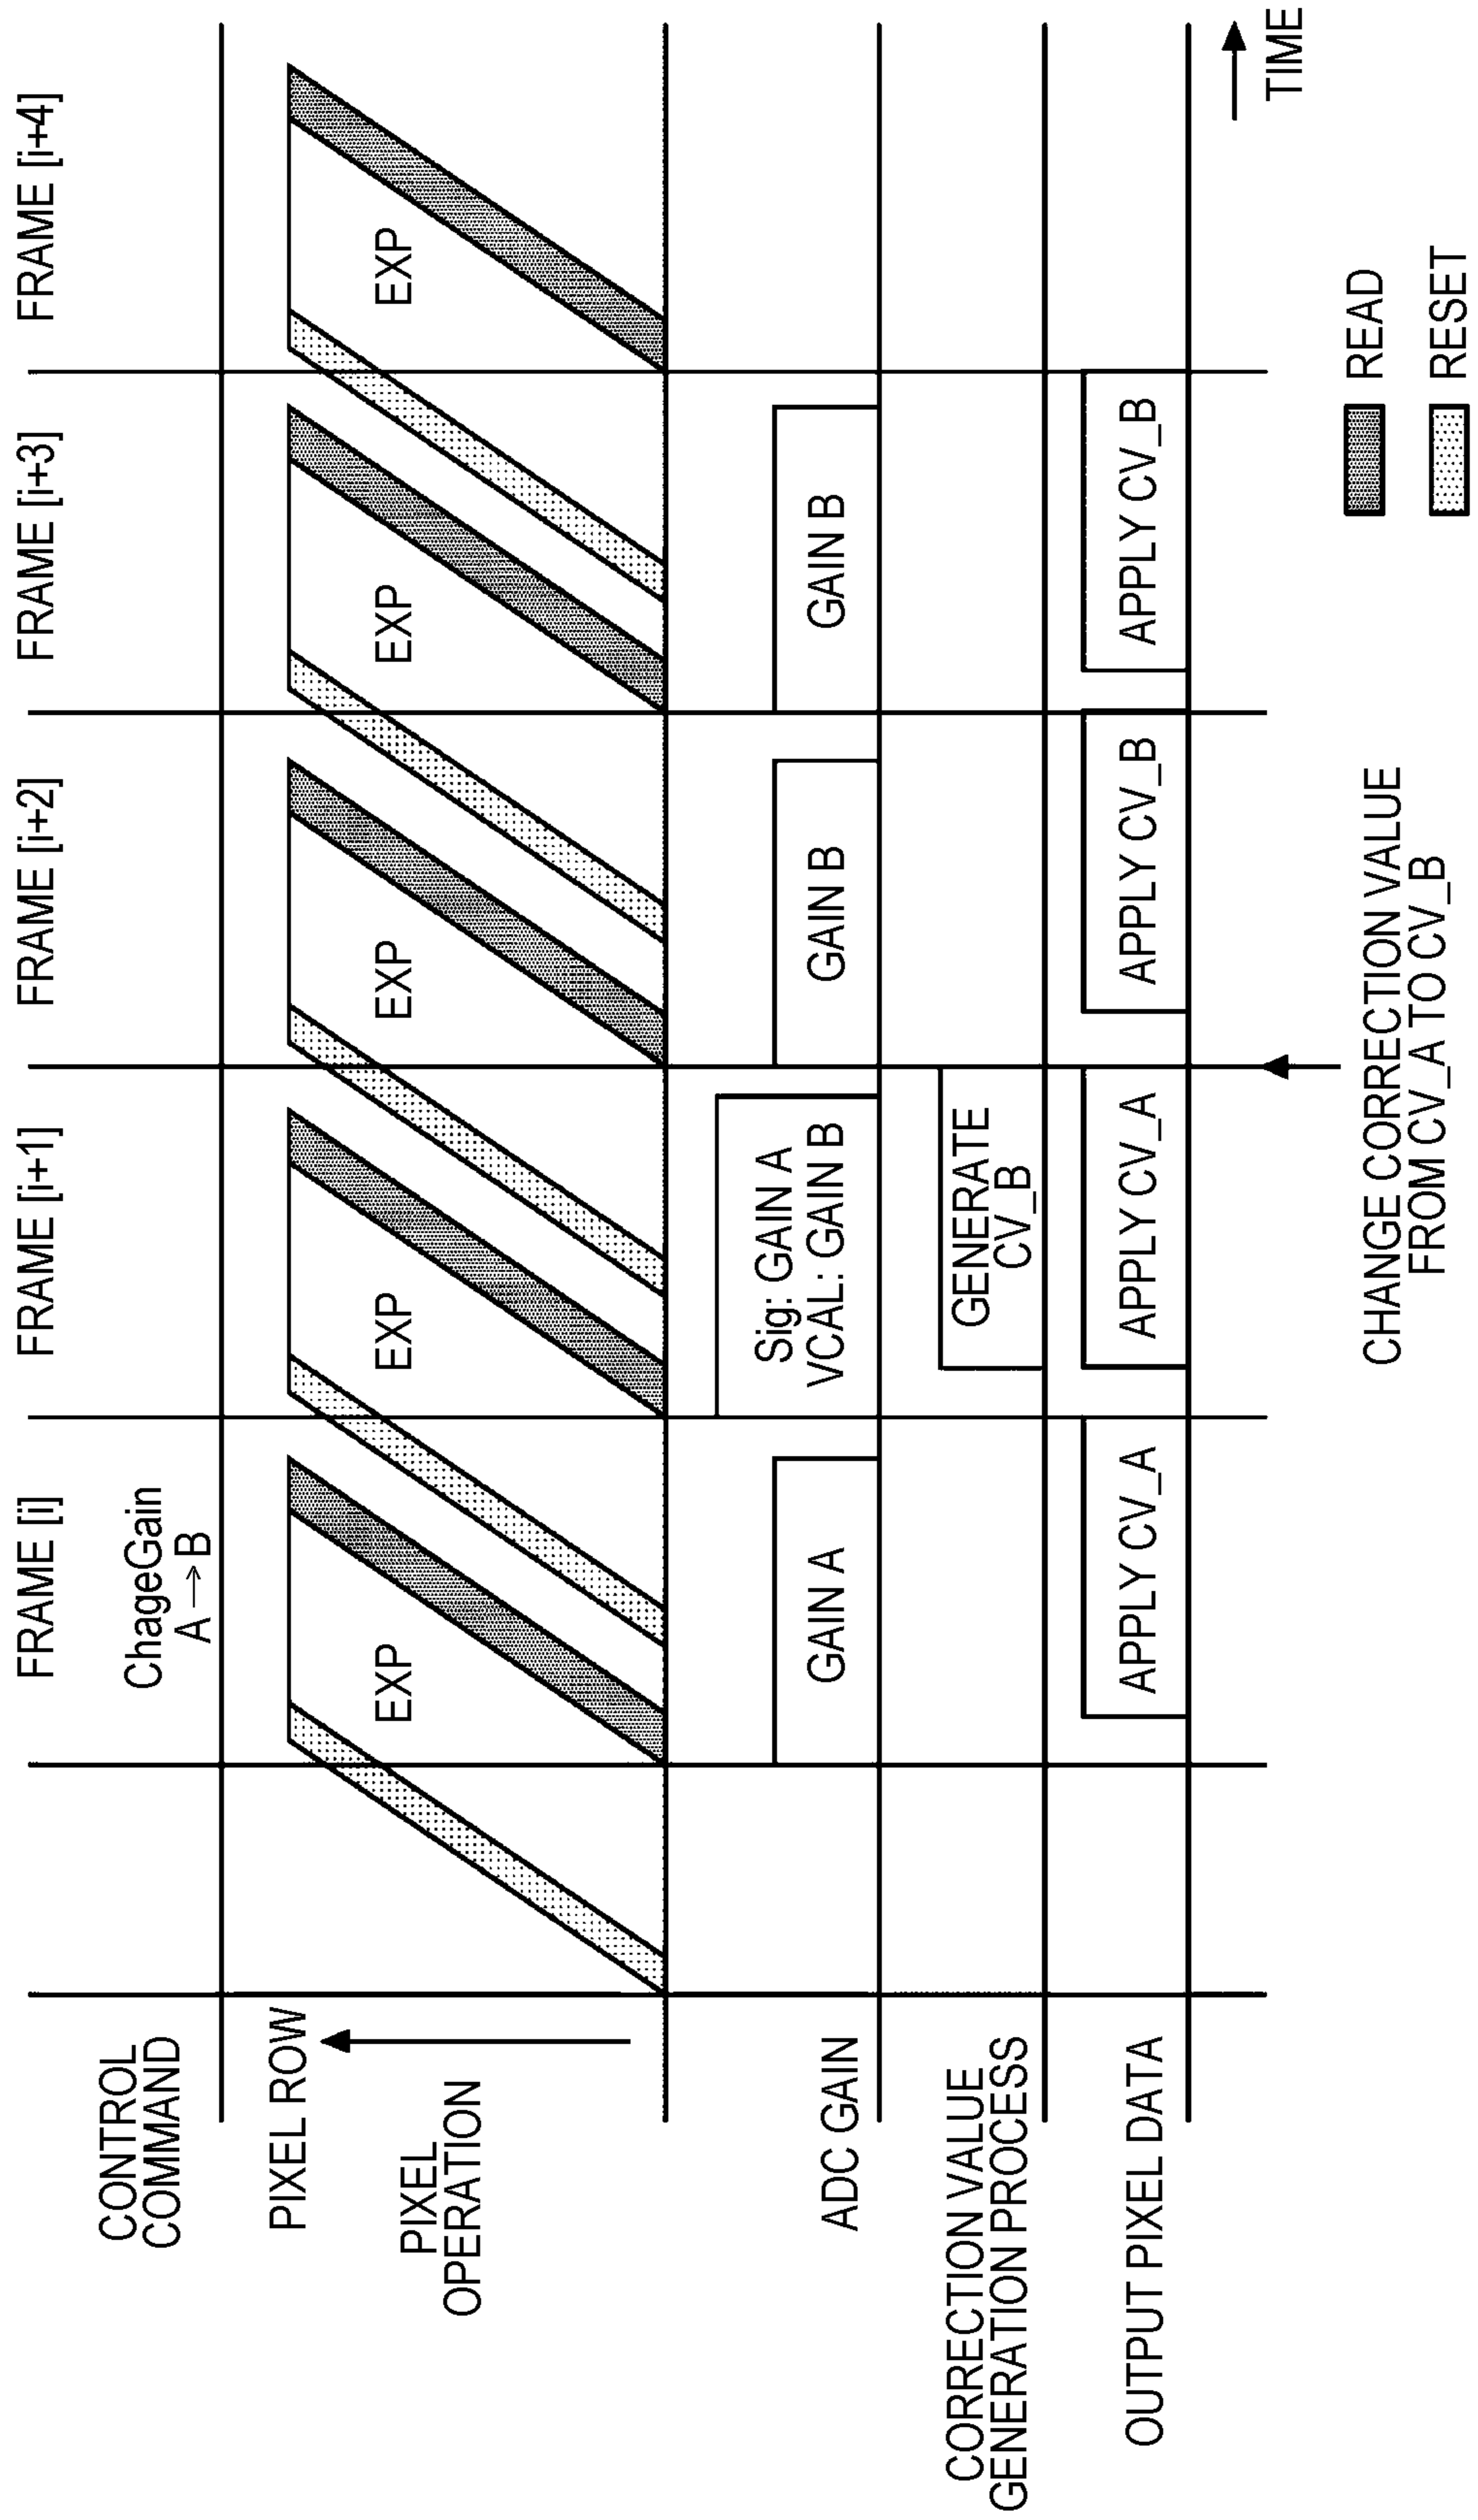 FRAME [i]
FRAME [i+1]
FRAME [i+2]
FRAME [i+3]
FRAME [i+4]
CONTROL
COMMAND
ChageGain
A→B
PIXEL ROW
PIXEL
OPERATION
EXP
EXP
EXP
EXP
EXP
ADC GAIN
GAIN A
Sig: GAIN A
VCAL: GAIN B
GAIN B
GAIN B
CORRECTION VALUE
GENERATION PROCESS
GENERATE
CV_B
OUTPUT PIXEL DATA
APPLY CV_A
APPLY CV_A
APPLY CV_B
APPLY CV_B
TIME
CHANGE CORRECTION VALUE
FROM CV_A TO CV_B
READ
RESET